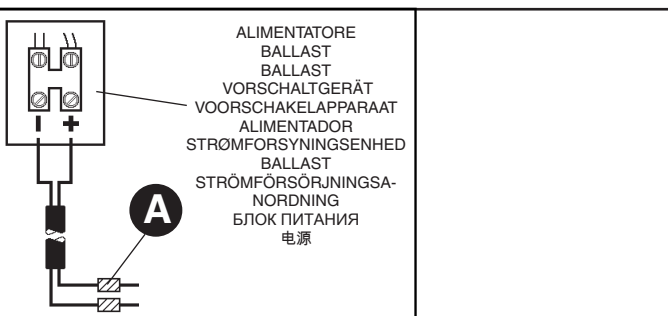 ALIMENTATORE
BALLAST
BALLAST
VORSCHALTGERÄT
VOORSCHAKELAPPARAAT
ALIMENTADOR
STRØMFORSYNINGSENHED
BALLAST
STRÖMFÖRSÖRJNINGSA-
NORDNING
БЛОК ПИТАНИЯ
电源
- +
A